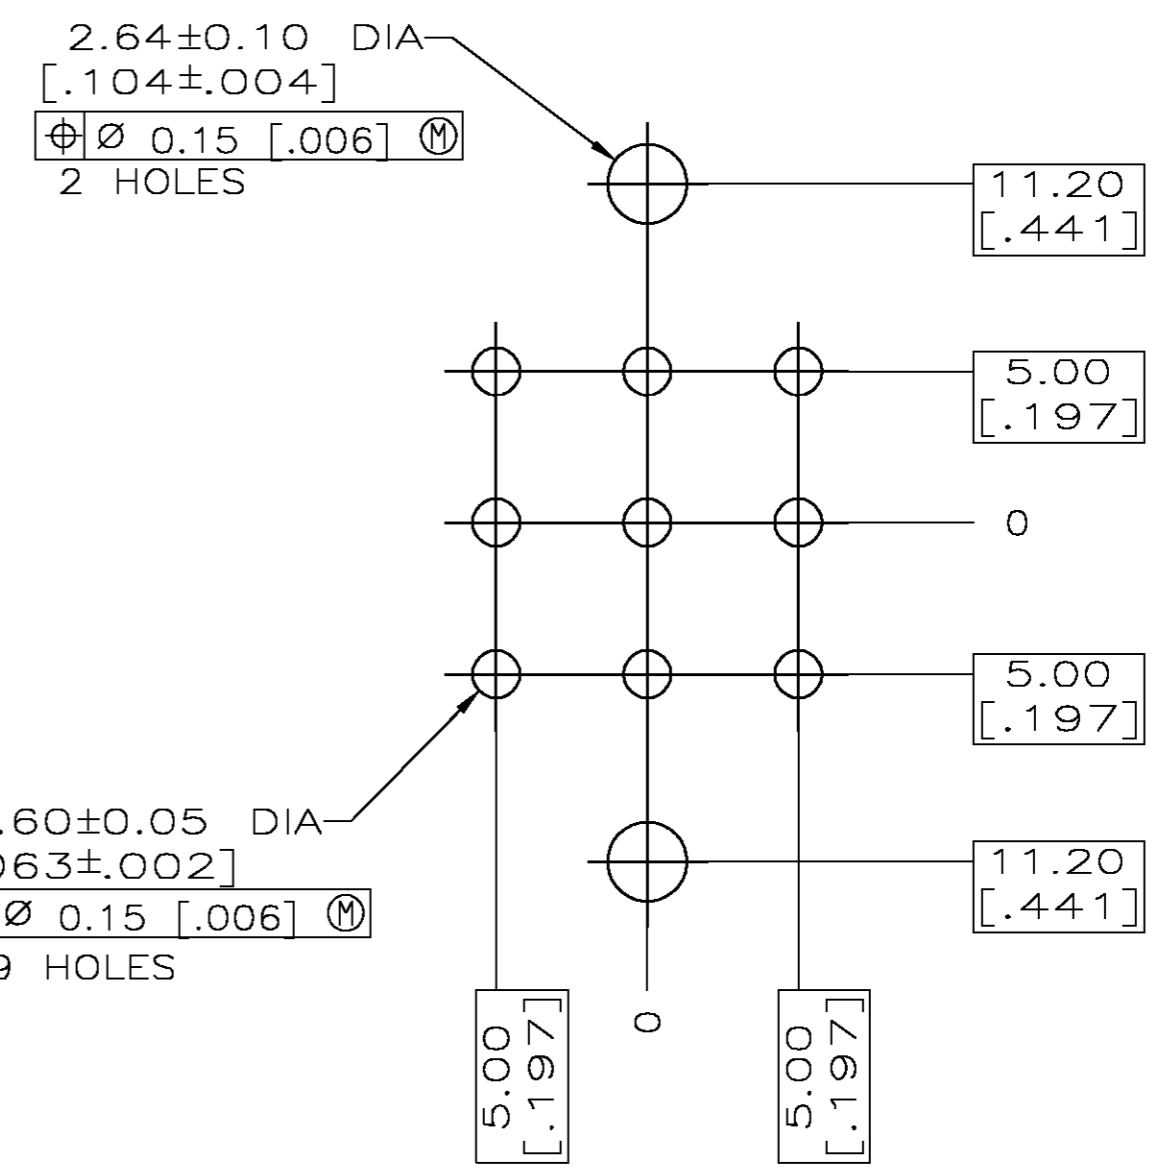 2.64±0.10 DIA
[.104±.004]
⌖ Ø 0.15 [.006] Ⓜ
2 HOLES
11.20
[.441]
5.00
[.197]
0
5.00
[.197]
.60±0.05 DIA
063±.002]
Ø 0.15 [.006] Ⓜ
9 HOLES
11.20
[.441]
5.00
[.197]
0
5.00
[.197]